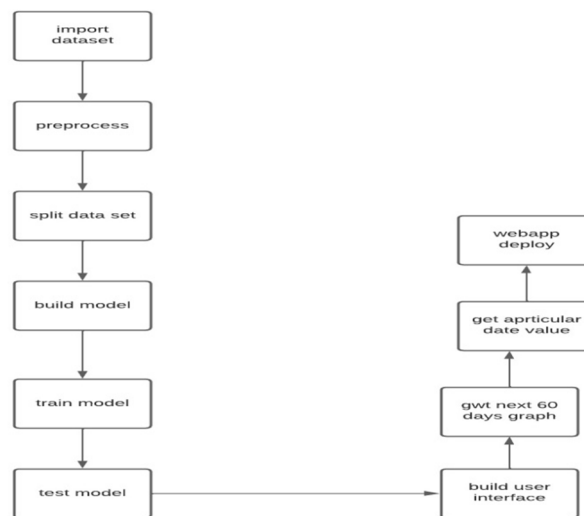 import
dataset
preprocess
split data set
build model
train model
test model
build user
interface
gwt next 60
days graph
get aprticular
date value
webapp
deploy